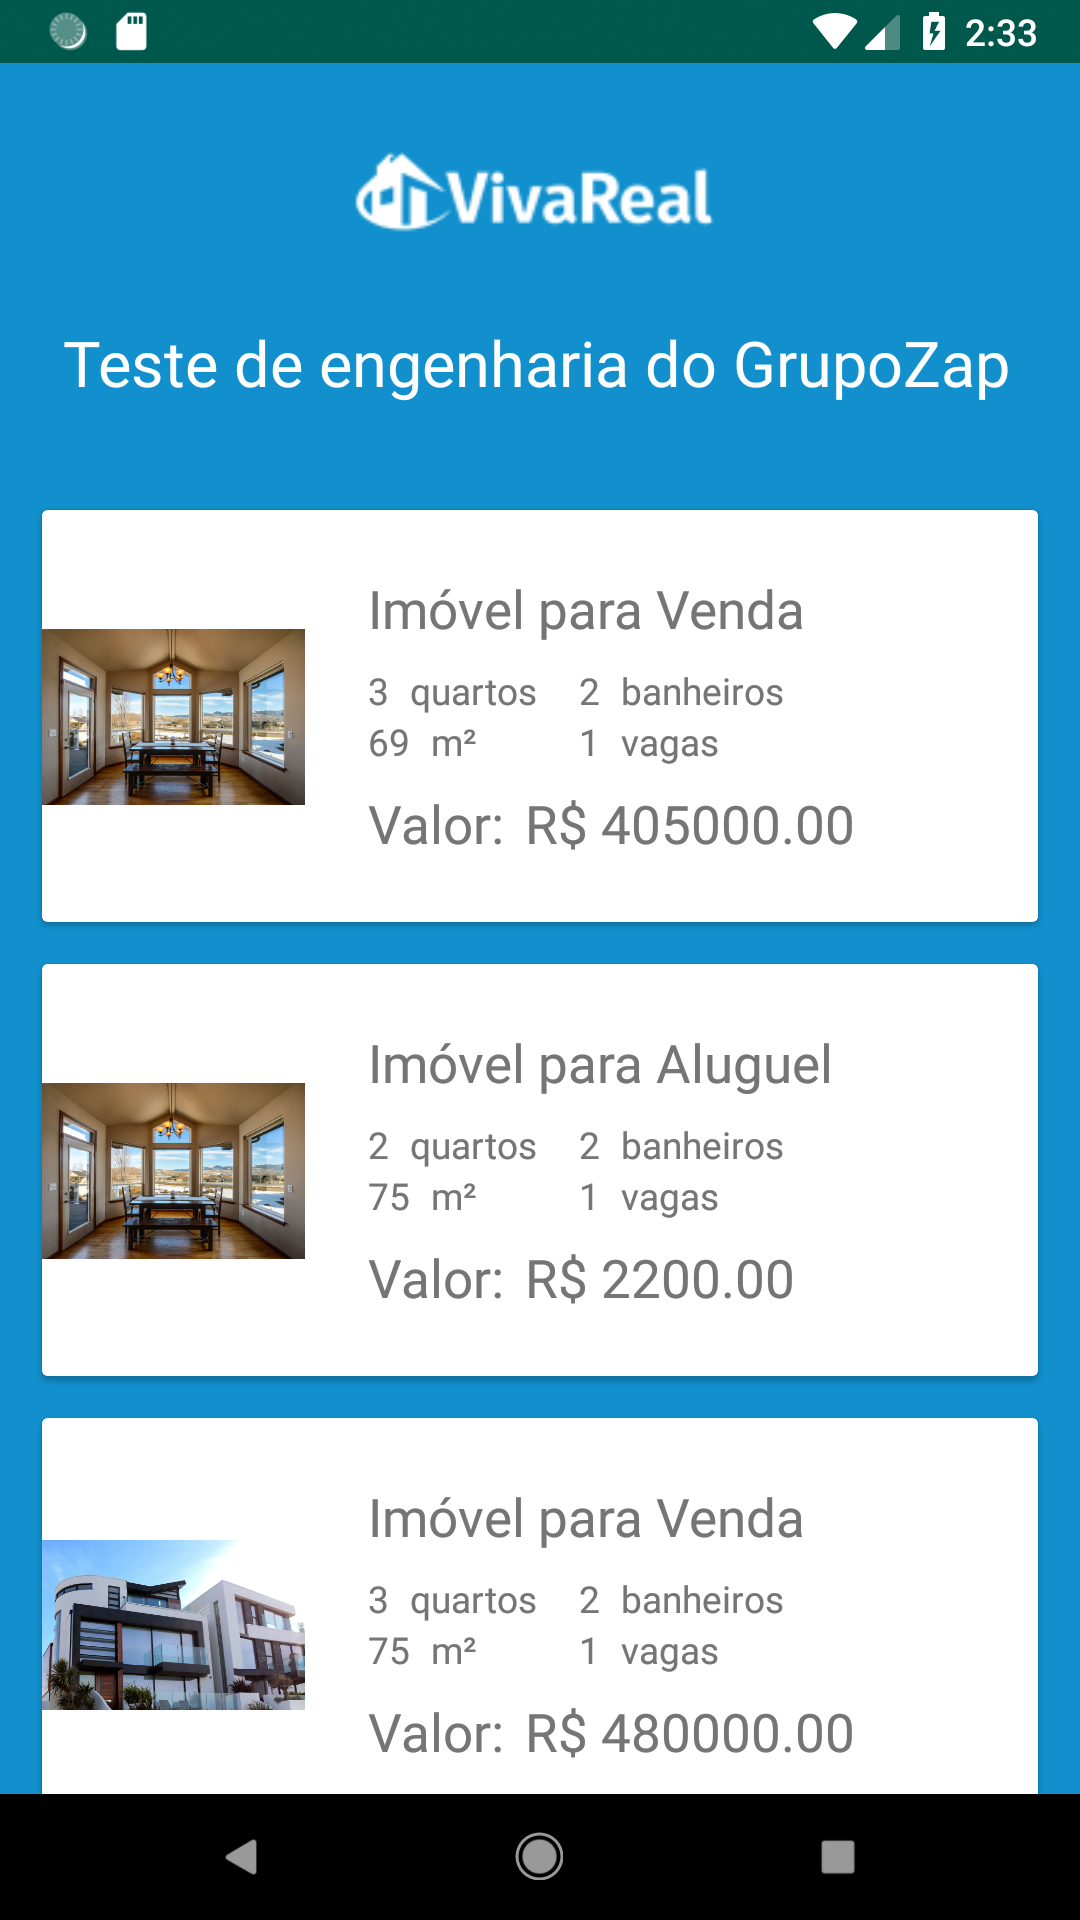 2:33
VivaReal
Teste de engenharia do GrupoZap
Imóvel para Venda
3 quartos 2 banheiros
69 m² 1 vagas
Valor: R$ 405000.00
Imóvel para Aluguel
2 quartos 2 banheiros
75 m² 1 vagas
Valor: R$ 2200.00
Imóvel para Venda
3 quartos 2 banheiros
75 m² 1 vagas
Valor: R$ 480000.00